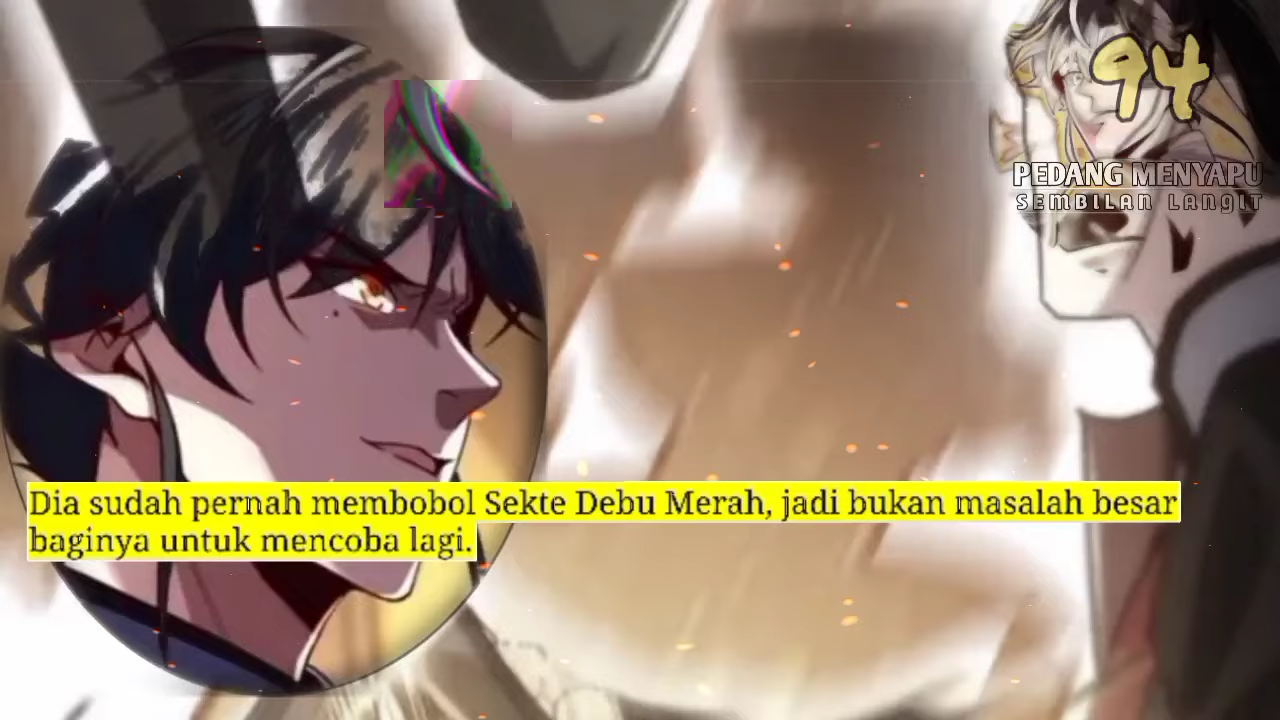 94
PEDANG MENYAPU
SEMBILAN LANGIT
Dia sudah pernah membobol Sekte Debu Merah, jadi bukan masalah besar
baginya untuk mencoba lagi.